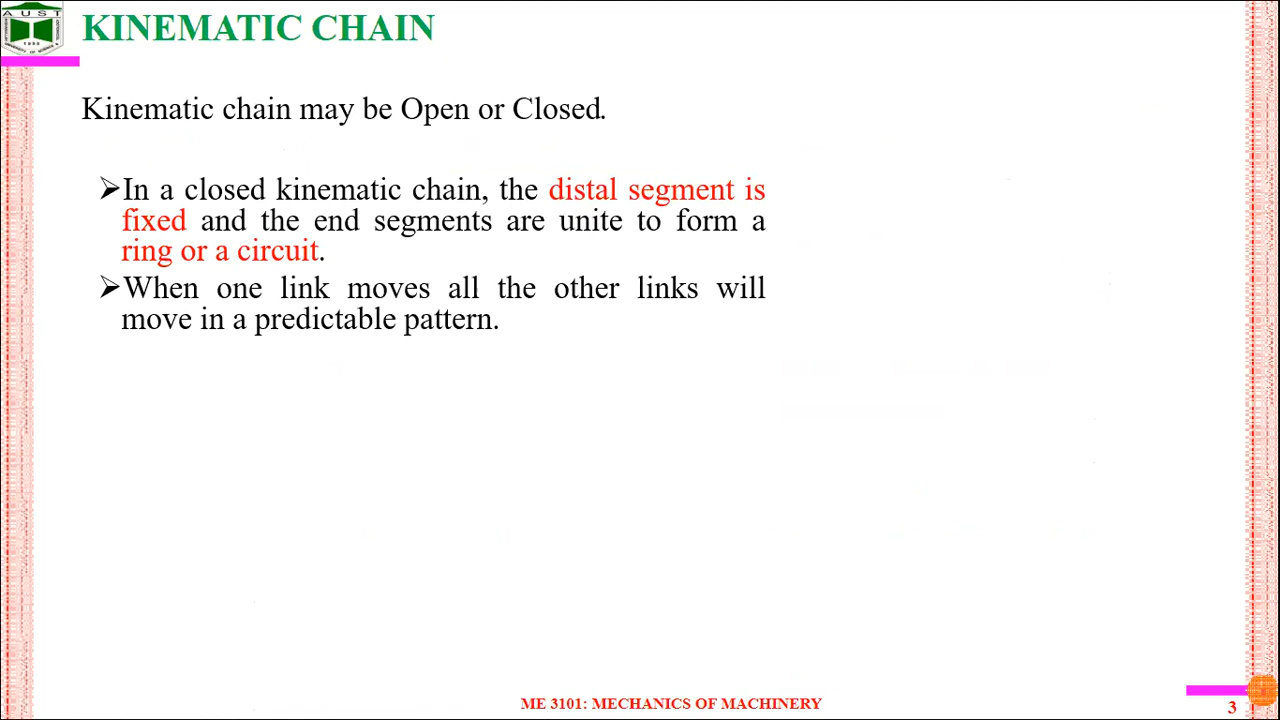 AUST
1995
KINEMATIC CHAIN
Kinematic chain may be Open or Closed.
➢In a closed kinematic chain, the distal segment is
fixed and the end segments are unite to form a
ring or a circuit.
➢When one link moves all the other links will
move in a predictable pattern.
ME 3101: MECHANICS OF MACHINERY
3